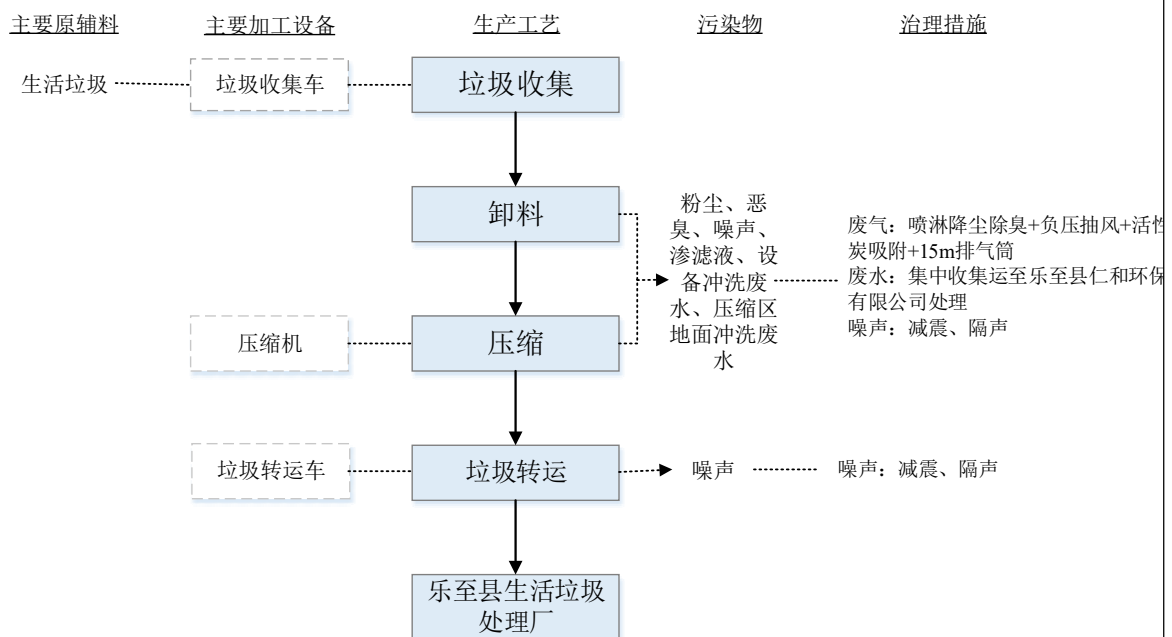 主要原辅料
主要加工设备
生产工艺
污染物
治理措施
生活垃圾
垃圾收集车
垃圾收集
卸料
粉尘、恶
臭、噪声、
渗滤液、设
备冲洗废
水、压缩区
地面冲洗废
水
废气：喷淋降尘除臭+负压抽风+活性
炭吸附+15m排气筒
废水：集中收集运至乐至县仁和环保
有限公司处理
噪声：减震、隔声
压缩机
压缩
垃圾转运车
垃圾转运
噪声
噪声：减震、隔声
乐至县生活垃圾
处理厂